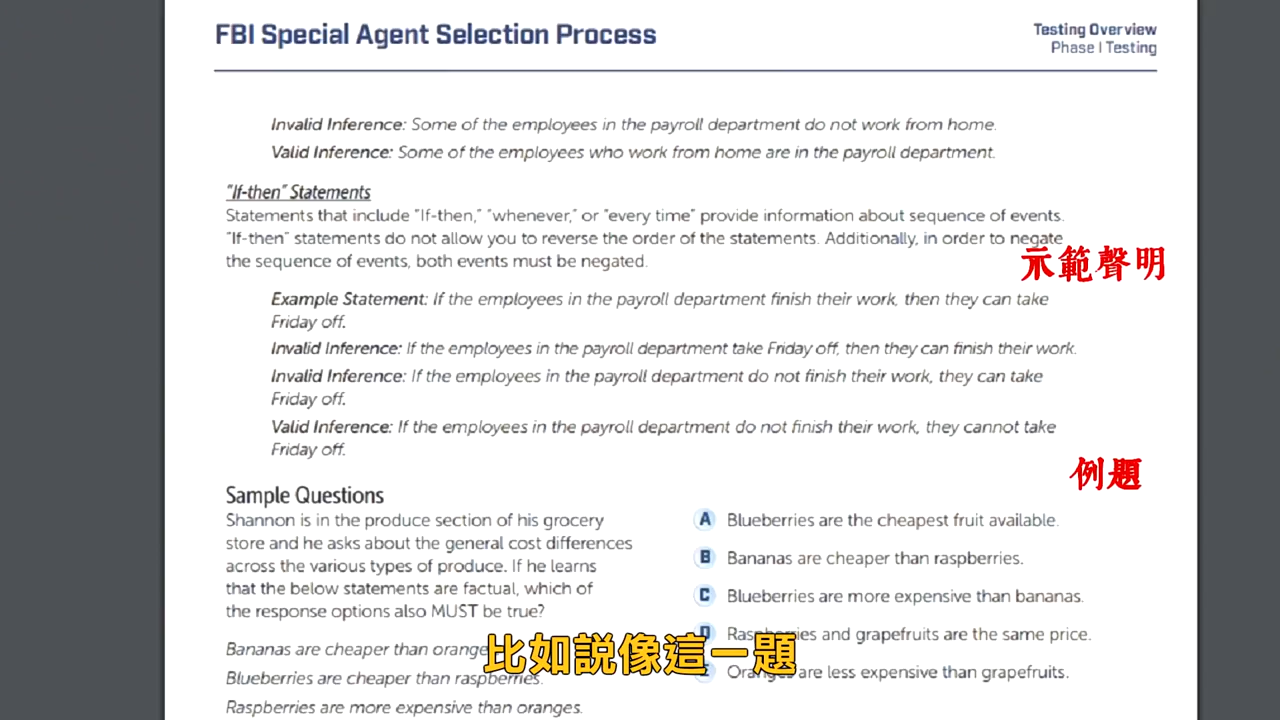 FBI Special Agent Selection Process
Testing Overview
Phase I Testing
Invalid Inference: Some of the employees in the payroll department do not work from home.
Valid Inference: Some of the employees who work from home are in the payroll department.
"If-then" Statements
Statements that include "If-then," "whenever," or "every time" provide information about sequence of events.
"If-then" statements do not allow you to reverse the order of the statements. Additionally, in order to negate
the sequence of events, both events must be negated.
示範聲明
Example Statement: If the employees in the payroll department finish their work, then they can take
Friday off.
Invalid Inference: If the employees in the payroll department take Friday off, then they can finish their work.
Invalid Inference: If the employees in the payroll department do not finish their work, they can take
Friday off.
Valid Inference: If the employees in the payroll department do not finish their work, they cannot take
Friday off.
例題
Sample Questions
Shannon is in the produce section of his grocery
store and he asks about the general cost differences
across the various types of produce. If he learns
that the below statements are factual, which of
the response options also MUST be true?
Bananas are cheaper than
Blueberries are cheaper than raspberries.
Raspberries are more expensive than oranges.
A Blueberries are the cheapest fruit available.
B Bananas are cheaper than raspberries.
C Blueberries are more expensive than bananas.
D Raspberries and grapefruits are the same price.
E Oranges are less expensive than grapefruits.
比如説像這一題